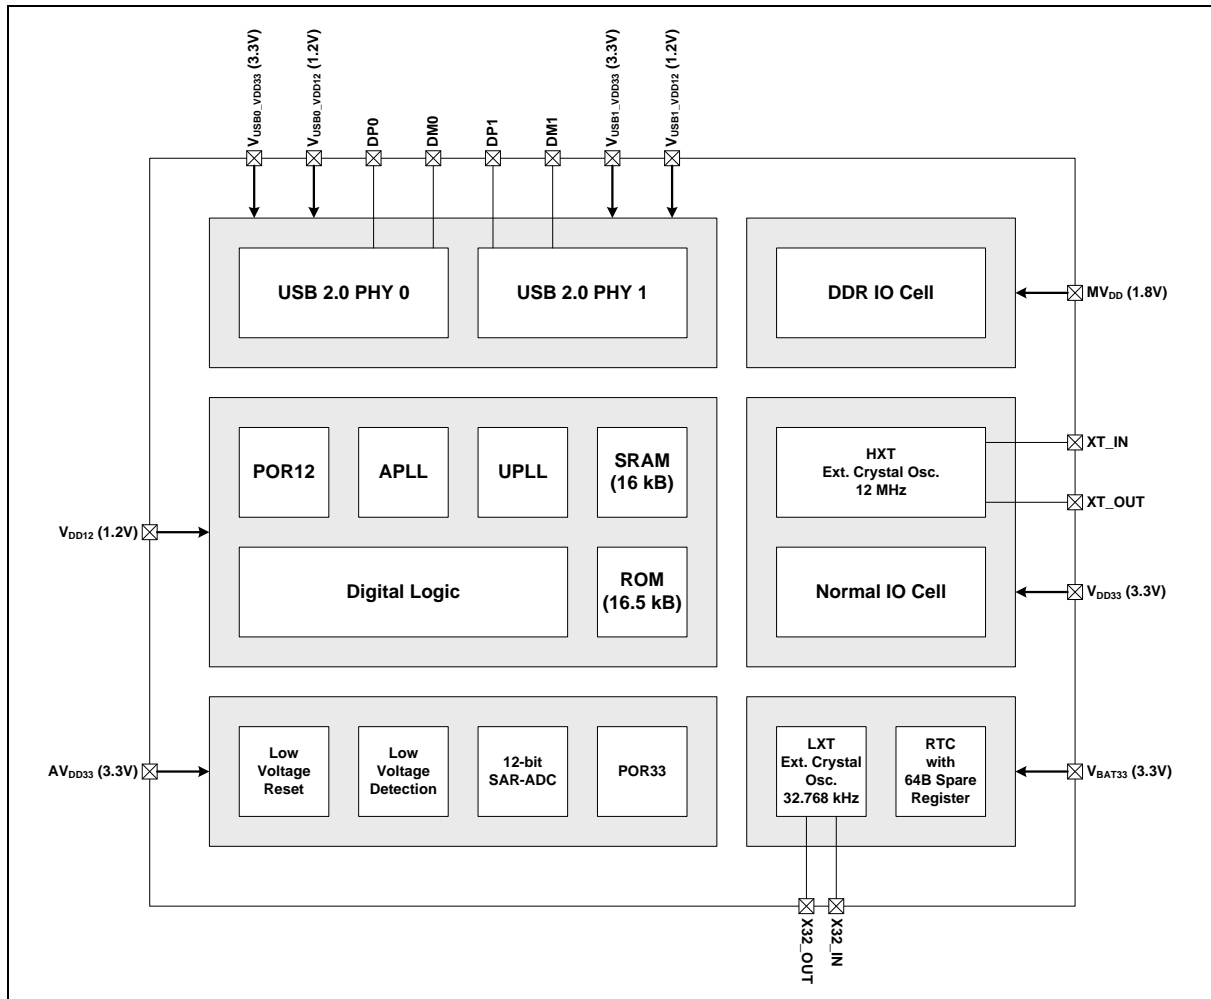 VUSB0_VDD33 (3.3V)
VUSB0_VDD12 (1.2V)
DP0
DM0
DP1
DM1
VUSB1_VDD33 (3.3V)
VUSB1_VDD12 (1.2V)
USB 2.0 PHY 0
USB 2.0 PHY 1
DDR IO Cell
MVDD (1.8V)
POR12
APLL
UPLL
SRAM
(16 kB)
HXT
Ext. Crystal Osc.
12 MHz
XT_IN
XT_OUT
VDD12 (1.2V)
Digital Logic
ROM
(16.5 kB)
Normal IO Cell
VDD33 (3.3V)
AVDD33 (3.3V)
Low
Voltage
Reset
Low
Voltage
Detection
12-bit
SAR-ADC
POR33
LXT
Ext. Crystal
Osc.
32.768 kHz
RTC
with
64B Spare
Register
VBAT33 (3.3V)
X32_OUT
X32_IN